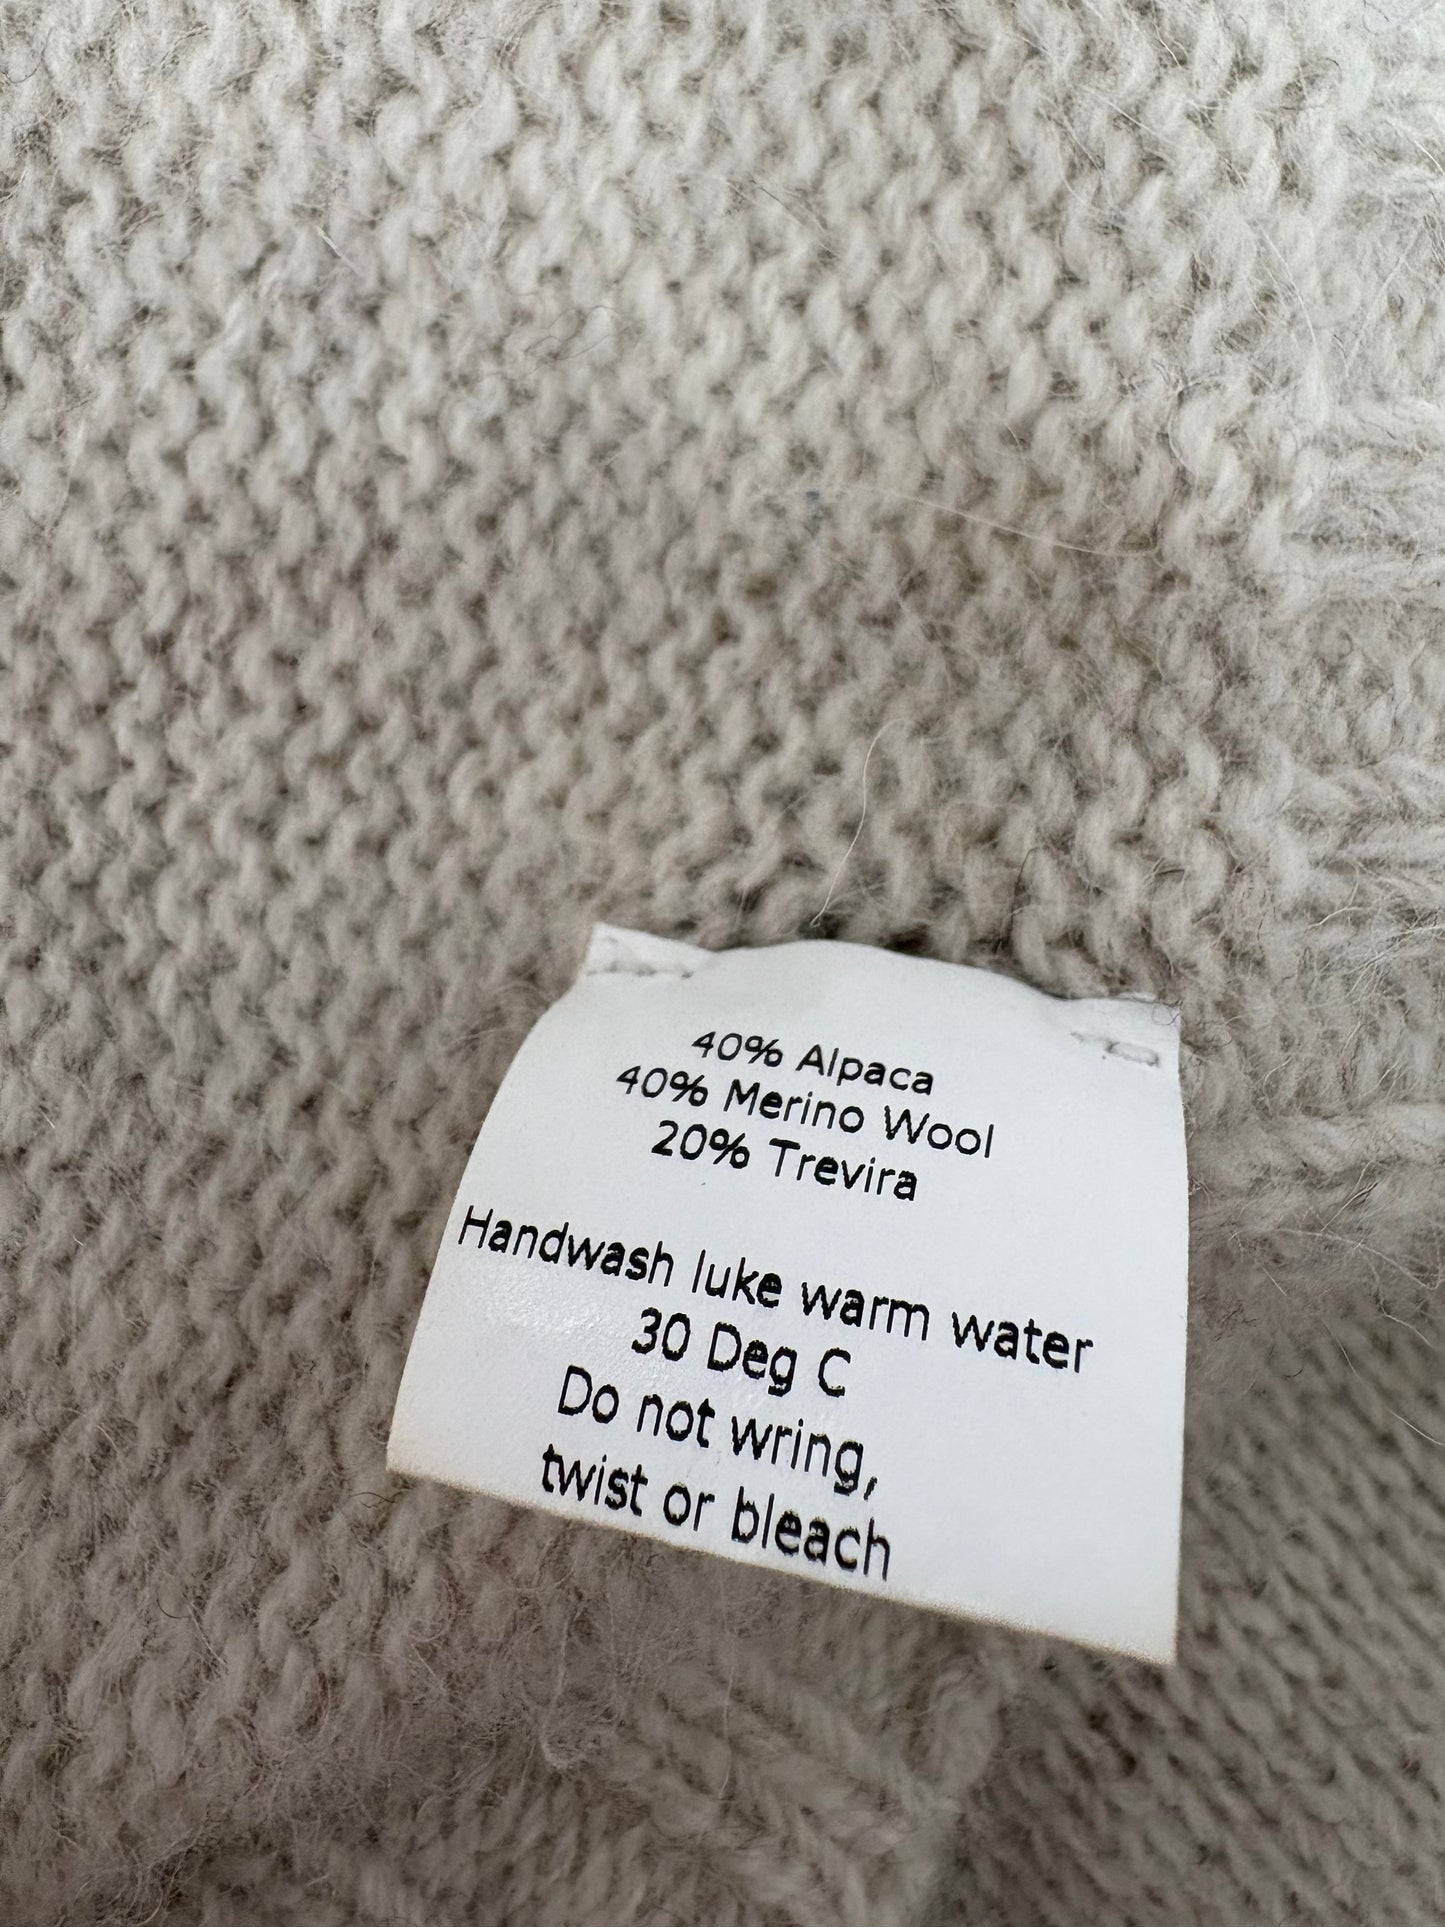 40% Alpaca
40% Merino Wool
20% Trevira
Handwash luke warm water
30 Deg C
Do not wring,
twist or bleach